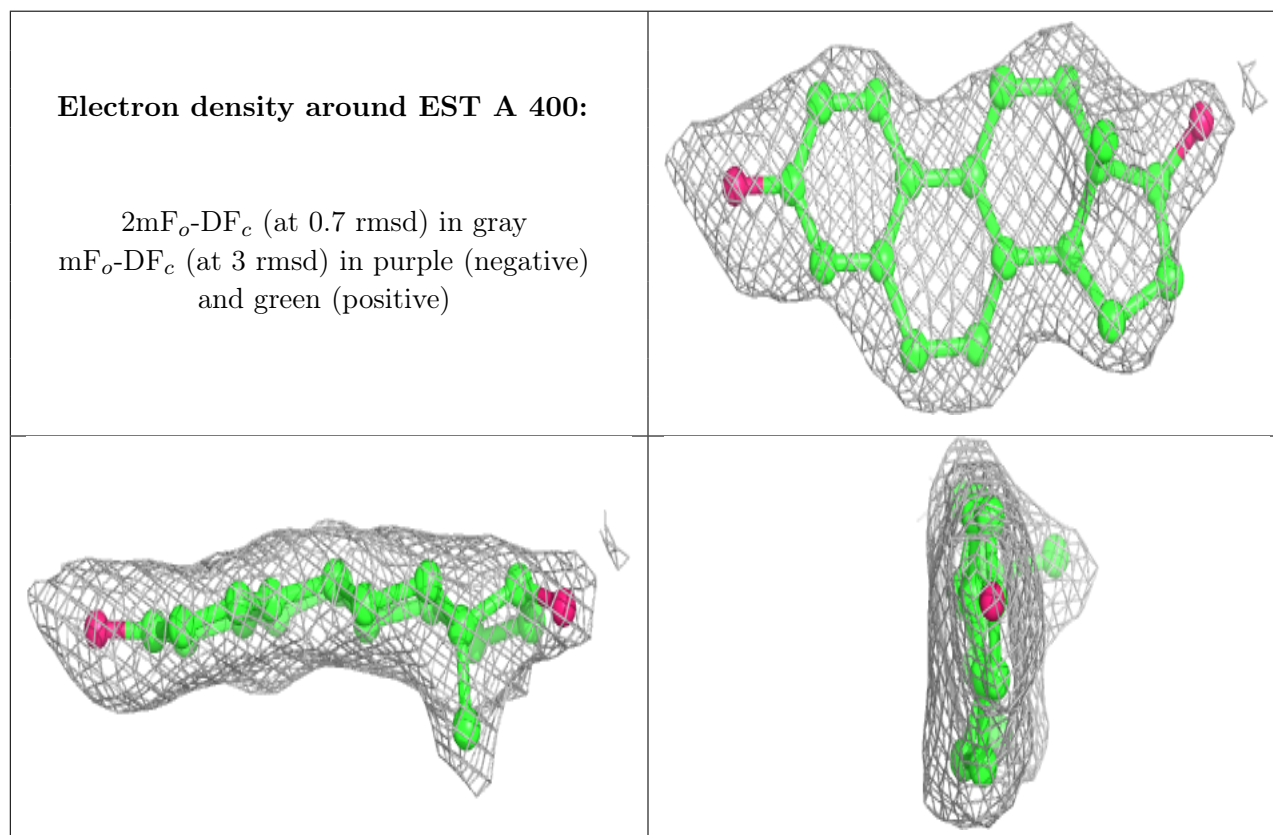 Electron density around EST A 400:
2mFₒ-DF𝒸 (at 0.7 rmsd) in gray
mFₒ-DF𝒸 (at 3 rmsd) in purple (negative)
and green (positive)